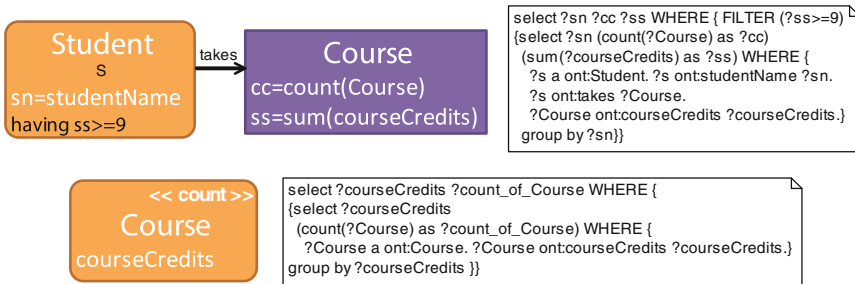 Student
s
sn=studentName
having ss>=9
takes
Course
cc=count(Course)
ss=sum(courseCredits)
select ?sn ?cc ?ss WHERE { FILTER (?ss>=9)
{select ?sn (count(?Course) as ?cc)
(sum(?courseCredits) as ?ss) WHERE {
?s a ont:Student. ?s ont:studentName ?sn.
?s ont:takes ?Course.
?Course ont:courseCredits ?courseCredits.}
group by ?sn}}
<< count >>
Course
courseCredits
select ?courseCredits ?count_of_Course WHERE {
{select ?courseCredits
(count(?Course) as ?count_of_Course) WHERE {
?Course a ont:Course. ?Course ont:courseCredits ?courseCredits.}
group by ?courseCredits }}